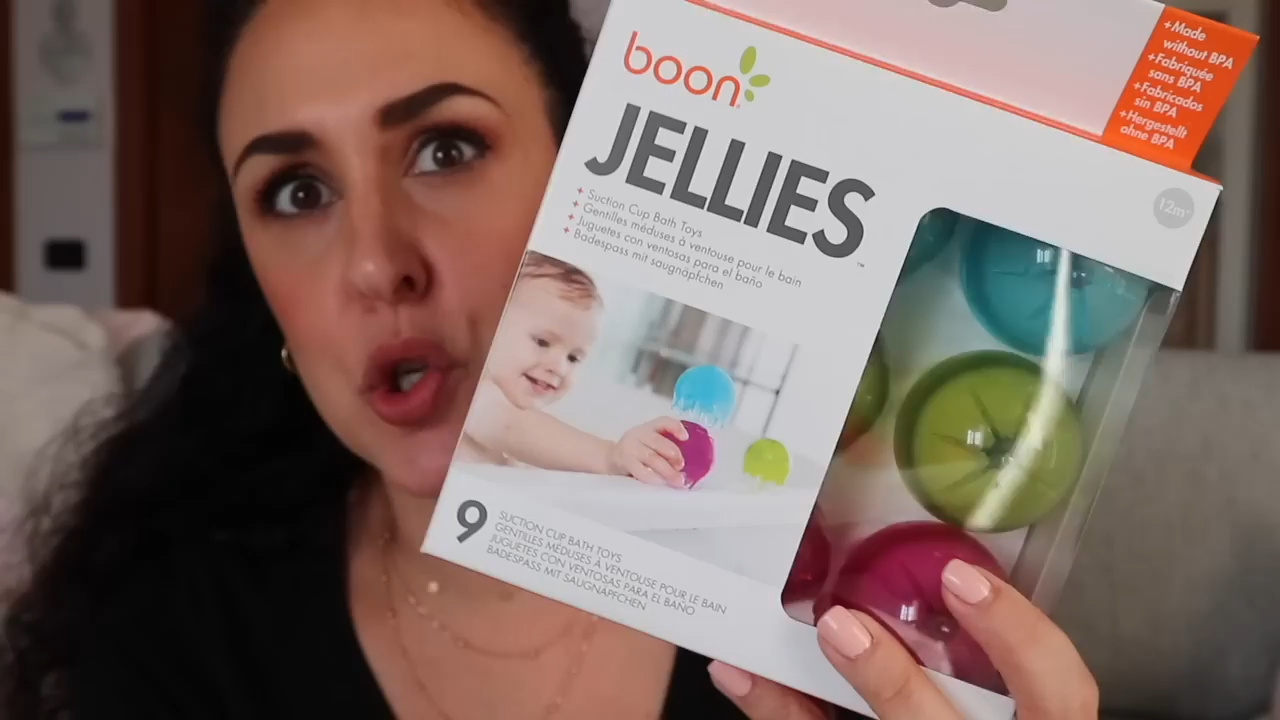 boon
JELLIES™
+ Suction Cup Bath Toys
+ Gentilles méduses à ventouse pour le bain
+ Juguetes con ventosas para el baño
+ Badespass mit saugnäpfchen
9
SUCTION CUP BATH TOYS
GENTILLES MÉDUSES À VENTOUSE POUR LE BAIN
JUGUETES CON VENTOSAS PARA EL BAÑO
BADESPASS MIT SAUGNÄPFCHEN
+Made
without BPA
+Fabriquée
sans BPA
+Fabricados
sin BPA
+Hergestellt
ohne BPA
12m+